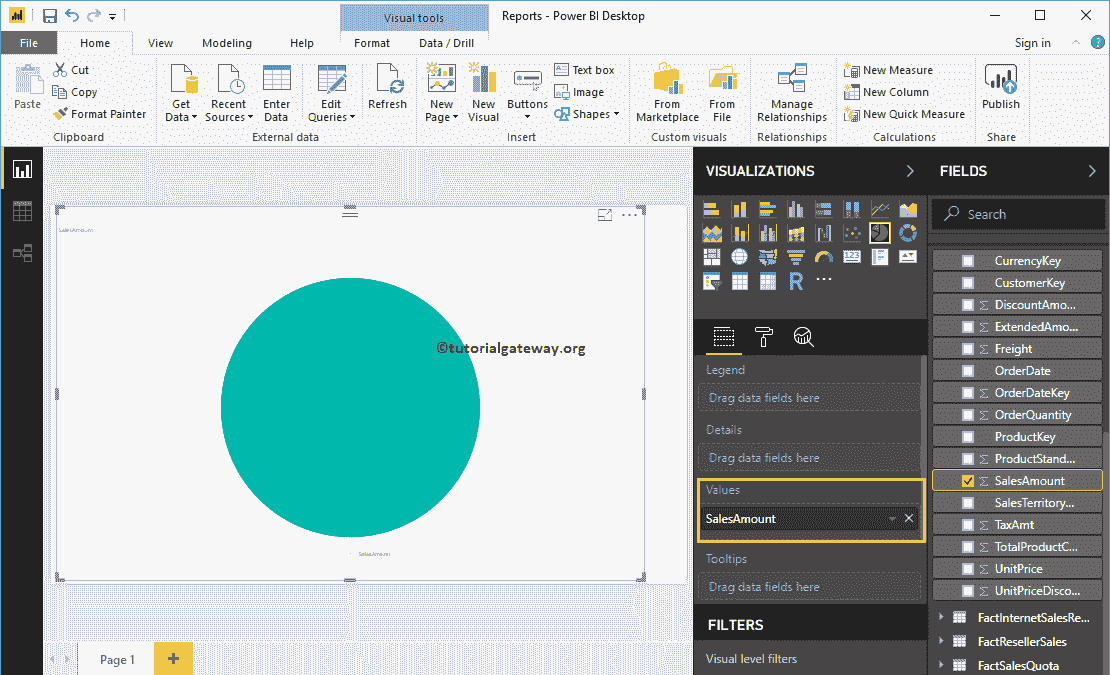 Visual tools
Reports - Power BI Desktop
File
Home
View
Modeling
Help
Format
Data / Drill
Sign in
Paste
Cut
Copy
Format Painter
Clipboard
Get Data
Recent Sources
Enter Data
Edit Queries
External data
Refresh
New Page
New Visual
Buttons
Text box
Image
Shapes
Insert
From Marketplace
From File
Custom visuals
Manage Relationships
Relationships
New Measure
New Column
New Quick Measure
Calculations
Publish
Share
SalesAmount
©tutorialgateway.org
SalesAmount
Page 1
VISUALIZATIONS
123
R
Legend
Drag data fields here
Details
Drag data fields here
Values
SalesAmount
Tooltips
Drag data fields here
FILTERS
Visual level filters
FIELDS
Search
CurrencyKey
CustomerKey
DiscountAmo...
ExtendedAmo...
Freight
OrderDate
OrderDateKey
OrderQuantity
ProductKey
ProductStand...
SalesAmount
SalesTerritory...
TaxAmt
TotalProductC...
UnitPrice
UnitPriceDisco...
FactInternetSalesRe...
FactResellerSales
FactSalesQuota